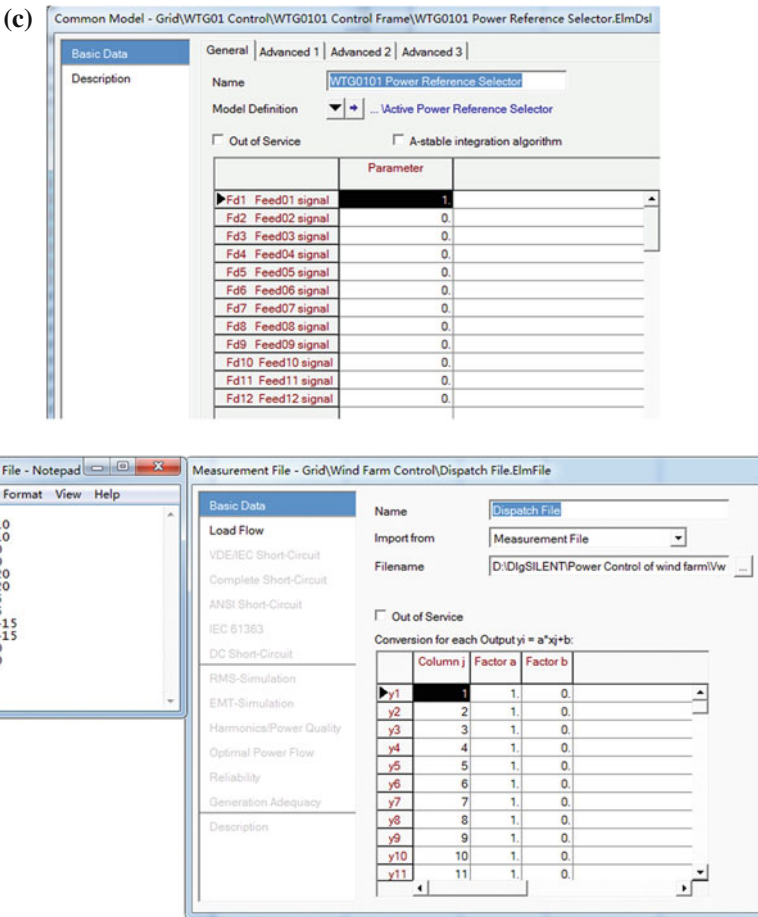 (c)
Common Model - Grid\WTG01 Control\WTG0101 Control Frame\WTG0101 Power Reference Selector.ElmDsl
Basic Data
Description
General
Advanced 1
Advanced 2
Advanced 3
Name
WTG0101 Power Reference Selector
Model Definition
... \Active Power Reference Selector
Out of Service
A-stable integration algorithm
Parameter
Fd1 Feed01 signal 1.
Fd2 Feed02 signal 0.
Fd3 Feed03 signal 0.
Fd4 Feed04 signal 0.
Fd5 Feed05 signal 0.
Fd6 Feed06 signal 0.
Fd7 Feed07 signal 0.
Fd8 Feed08 signal 0.
Fd9 Feed09 signal 0.
Fd10 Feed10 signal 0.
Fd11 Feed11 signal 0.
Fd12 Feed12 signal 0.
File - Notepad
Format View Help
-15
-15
Measurement File - Grid\Wind Farm Control\Dispatch File.ElmFile
Basic Data
Load Flow
VDE/IEC Short-Circuit
Complete Short-Circuit
ANSI Short-Circuit
IEC 61363
DC Short-Circuit
RMS-Simulation
EMT-Simulation
Harmonics/Power Quality
Optimal Power Flow
Reliability
Generation Adequacy
Description
Name
Dispatch File
Import from
Measurement File
Filename
D:\DIgSILENT\Power Control of wind farm\Vw
...
Out of Service
Conversion for each Output yi = a*xj+b:
Column j Factor a Factor b
y1 1 1. 0.
y2 2 1. 0.
y3 3 1. 0.
y4 4 1. 0.
y5 5 1. 0.
y6 6 1. 0.
y7 7 1. 0.
y8 8 1. 0.
y9 9 1. 0.
y10 10 1. 0.
y11 11 1. 0.